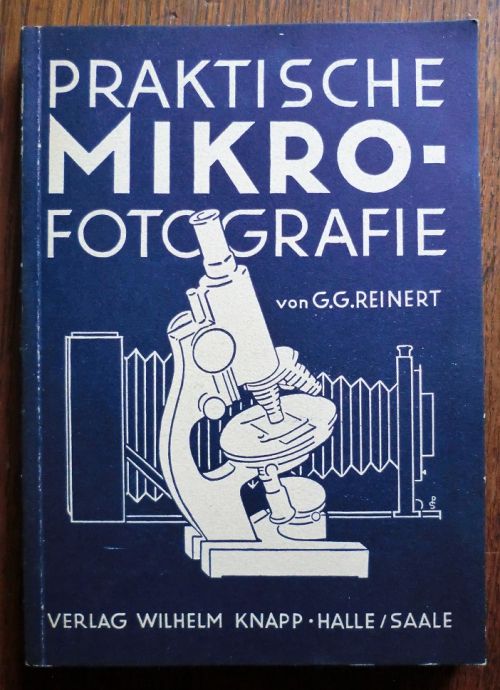 PRAKTISCHE
MIKRO-
FOTOGRAFIE
von G.G. REINERT
VERLAG WILHELM KNAPP · HALLE/SAALE